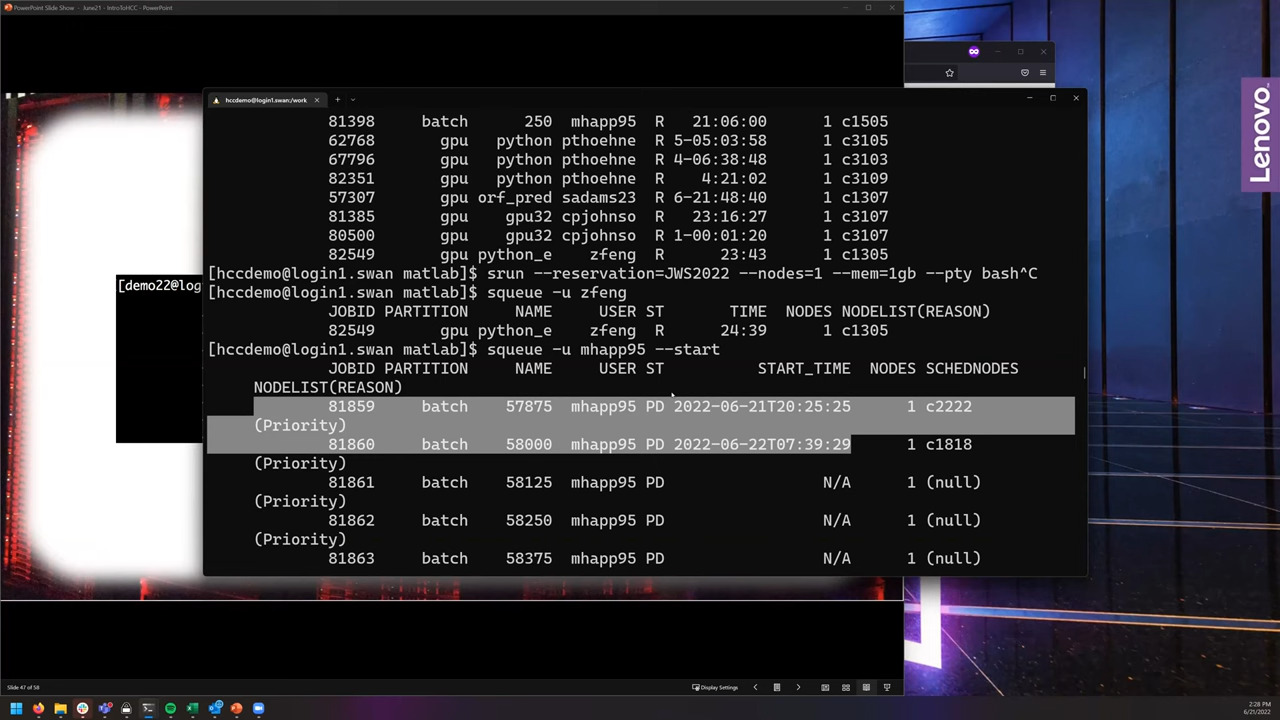 PowerPoint Slide Show - June21 - IntroToHCC - PowerPoint
hccdemo@login1.swan:/work
81398 batch 250 mhapp95 R 21:06:00 1 c1505
62768 gpu python pthoehne R 5-05:03:58 1 c3105
67796 gpu python pthoehne R 4-06:38:48 1 c3103
82351 gpu python pthoehne R 4:21:02 1 c3109
57307 gpu orf_pred sadams23 R 6-21:48:40 1 c1307
81385 gpu gpu32 cpjohnso R 23:16:27 1 c3107
80500 gpu gpu32 cpjohnso R 1-00:01:20 1 c3107
82549 gpu python_e zfeng R 23:43 1 c1305
[hccdemo@login1.swan matlab]$ srun --reservation=JWS2022 --nodes=1 --mem=1gb --pty bash^C
[hccdemo@login1.swan matlab]$ squeue -u zfeng
JOBID PARTITION NAME USER ST TIME NODES NODELIST(REASON)
82549 gpu python_e zfeng R 24:39 1 c1305
[hccdemo@login1.swan matlab]$ squeue -u mhapp95 --start
JOBID PARTITION NAME USER ST START_TIME NODES SCHEDNODES
NODELIST(REASON)
81859 batch 57875 mhapp95 PD 2022-06-21T20:25:25 1 c2222
(Priority)
81860 batch 58000 mhapp95 PD 2022-06-22T07:39:29 1 c1818
(Priority)
81861 batch 58125 mhapp95 PD N/A 1 (null)
(Priority)
81862 batch 58250 mhapp95 PD N/A 1 (null)
(Priority)
81863 batch 58375 mhapp95 PD N/A 1 (null)
[demo22@log
Lenovo
Slide 47 of 58
Display Settings
2:28 PM
6/21/2022